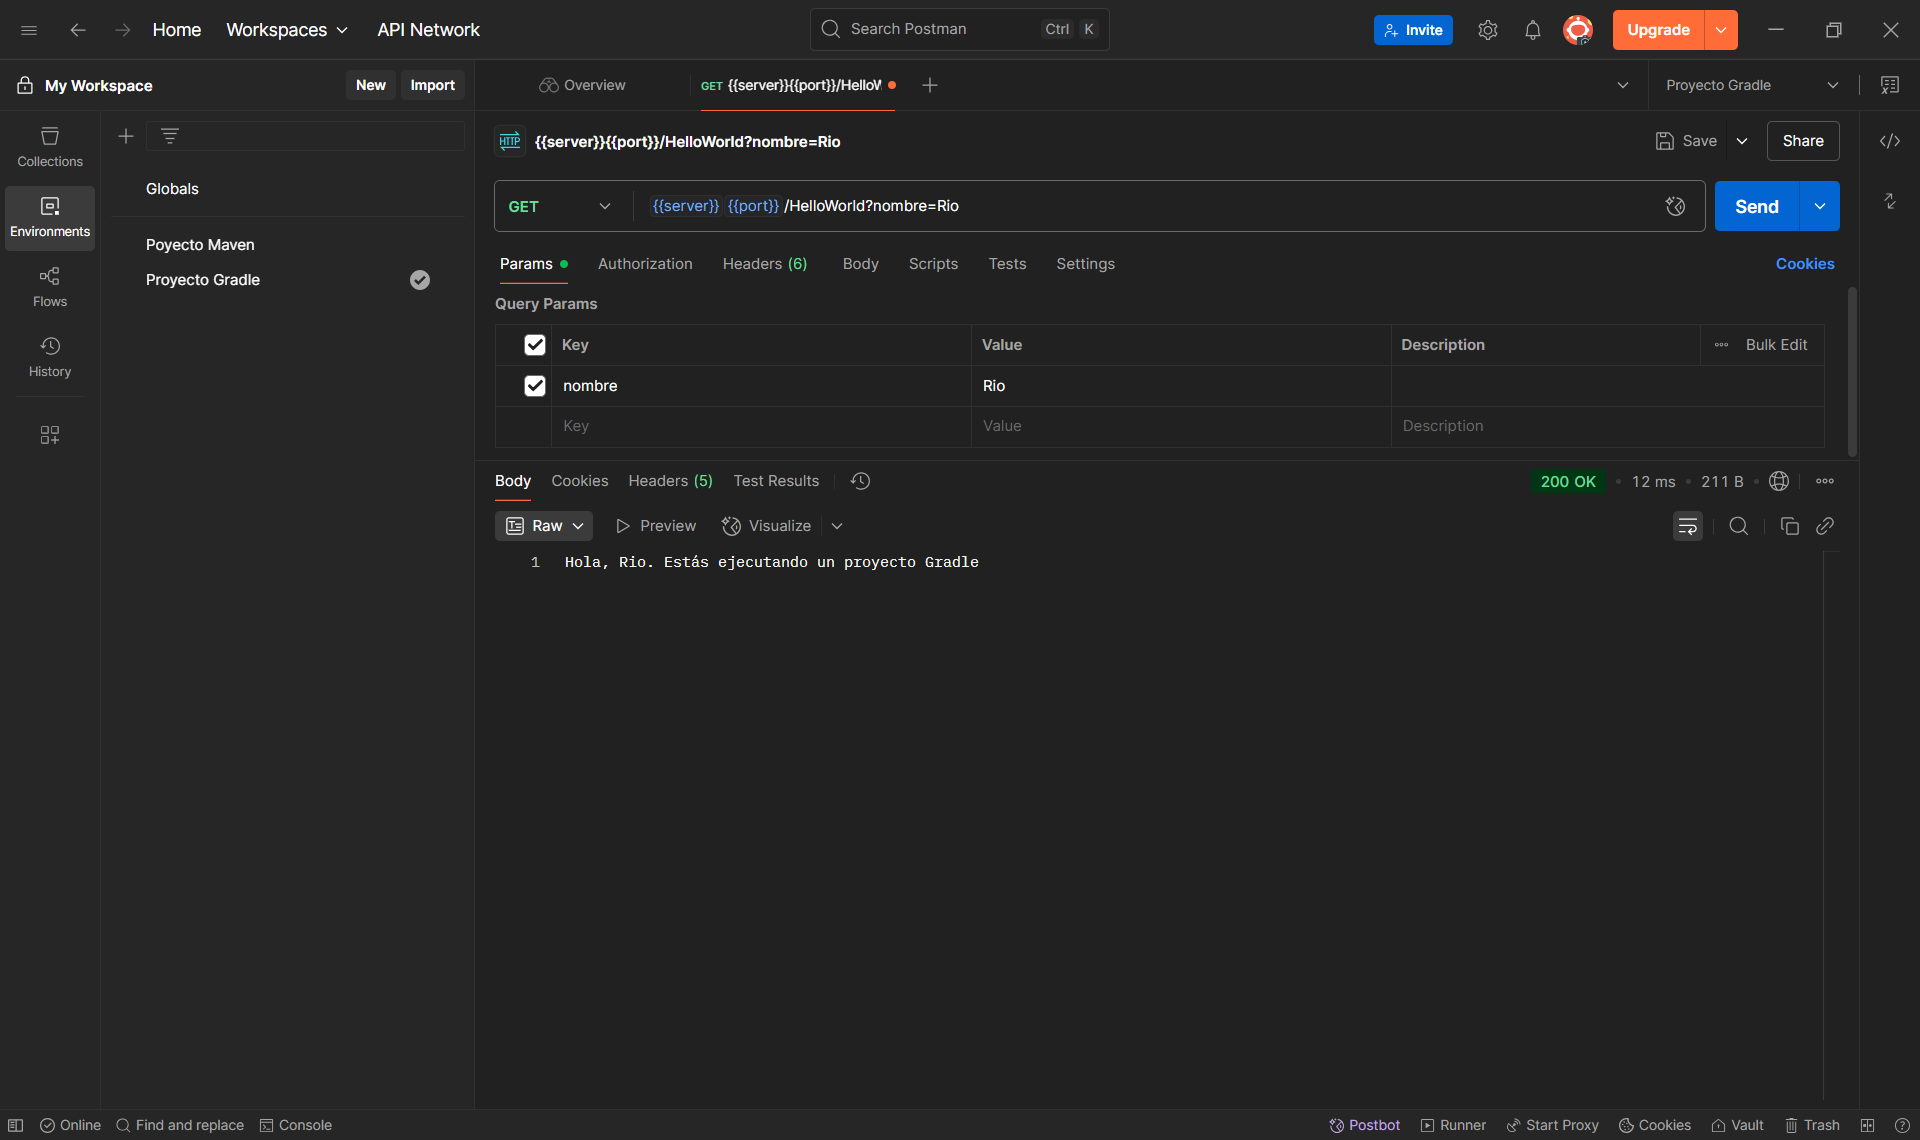 Home Workspaces API Network Search Postman Ctrl K Invite Upgrade
My Workspace New Import Overview GET {{server}}{{port}}/HelloW Proyecto Gradle
{{server}}{{port}}/HelloWorld?nombre=Rio Save Share
Collections
Globals
GET {{server}} {{port}} /HelloWorld?nombre=Rio Send
Environments
Poyecto Maven
Params Authorization Headers (6) Body Scripts Tests Settings Cookies
Proyecto Gradle
Flows
Query Params
Key Value Description Bulk Edit
History
nombre Rio
Key Value Description
Body Cookies Headers (5) Test Results 200 OK 12 ms 211 B
Raw Preview Visualize
1 Hola, Rio. Estás ejecutando un proyecto Gradle
Online Find and replace Console Postbot Runner Start Proxy Cookies Vault Trash